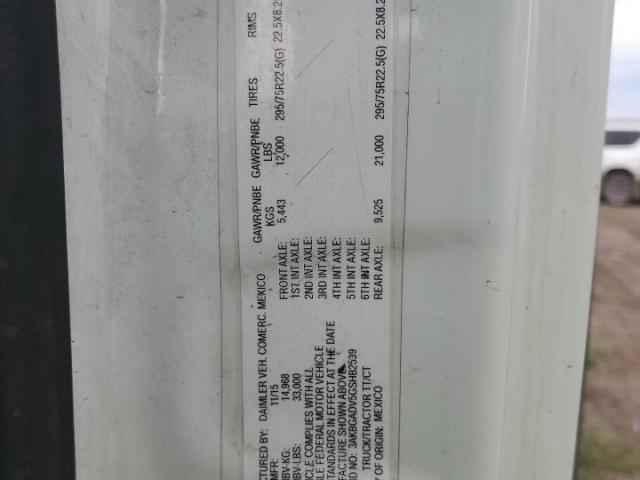 CTURED BY: DAIMLER VEH. COMERC. MEXICO GAWR/PNBE GAWR/PNBE TIRES RIMS
MFR: 11/15 KGS LBS
BV-KG: 14,968 FRONT AXLE: 5,443 12,000 295/75R22.5(G) 22.5X8.2
BV-LBS: 33,000 1ST INT AXLE:
ICLE COMPLIES WITH ALL 2ND INT AXLE:
LE FEDERAL MOTOR VEHICLE 3RD INT AXLE:
TANDARDS IN EFFECT AT THE DATE 4TH INT AXLE:
FACTURE SHOWN ABOVE 5TH INT AXLE:
ID NO: 3AKBGADV5GSHB2539 6TH INT AXLE:
TRUCK/TRACTOR TT/CT REAR AXLE: 9,525 21,000 295/75R22.5(G) 22.5X8.2
Y OF ORIGIN: MEXICO